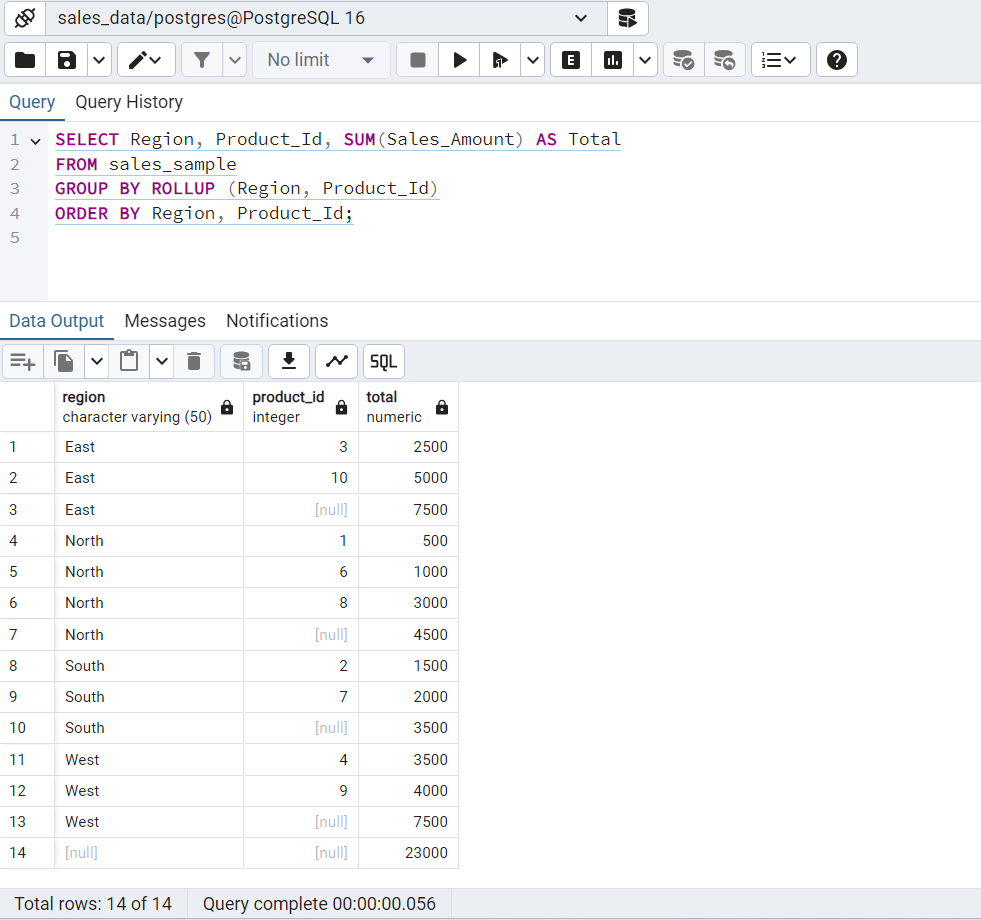 sales_data/postgres@PostgreSQL 16
No limit
E
Query Query History
1 SELECT Region, Product_Id, SUM(Sales_Amount) AS Total
2 FROM sales_sample
3 GROUP BY ROLLUP (Region, Product_Id)
4 ORDER BY Region, Product_Id;
5
Data Output Messages Notifications
SQL
region product_id total
character varying (50) integer numeric
1 East 3 2500
2 East 10 5000
3 East [null] 7500
4 North 1 500
5 North 6 1000
6 North 8 3000
7 North [null] 4500
8 South 2 1500
9 South 7 2000
10 South [null] 3500
11 West 4 3500
12 West 9 4000
13 West [null] 7500
14 [null] [null] 23000
Total rows: 14 of 14 Query complete 00:00:00.056